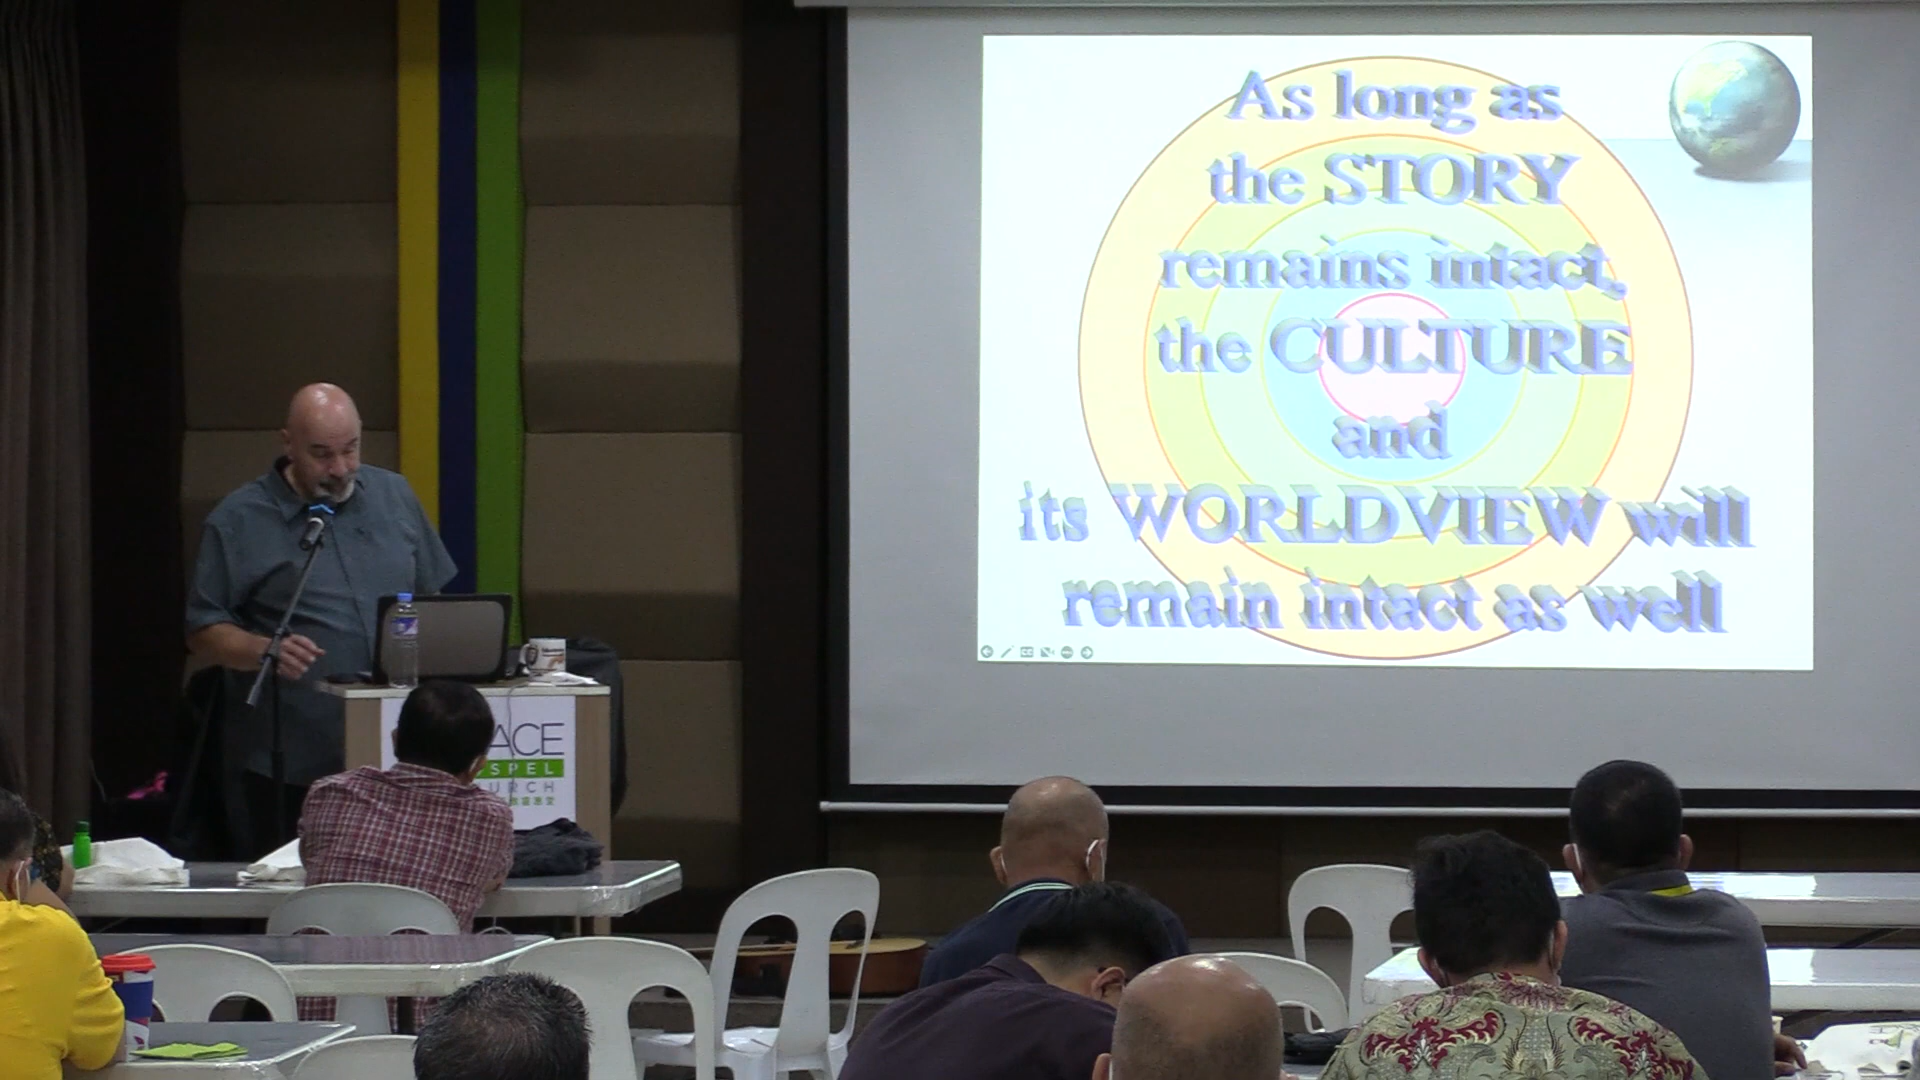 As long as
the STORY
remains intact,
the CULTURE
and
its WORLDVIEW will
remain intact as well
ACE
SPEL
URCH